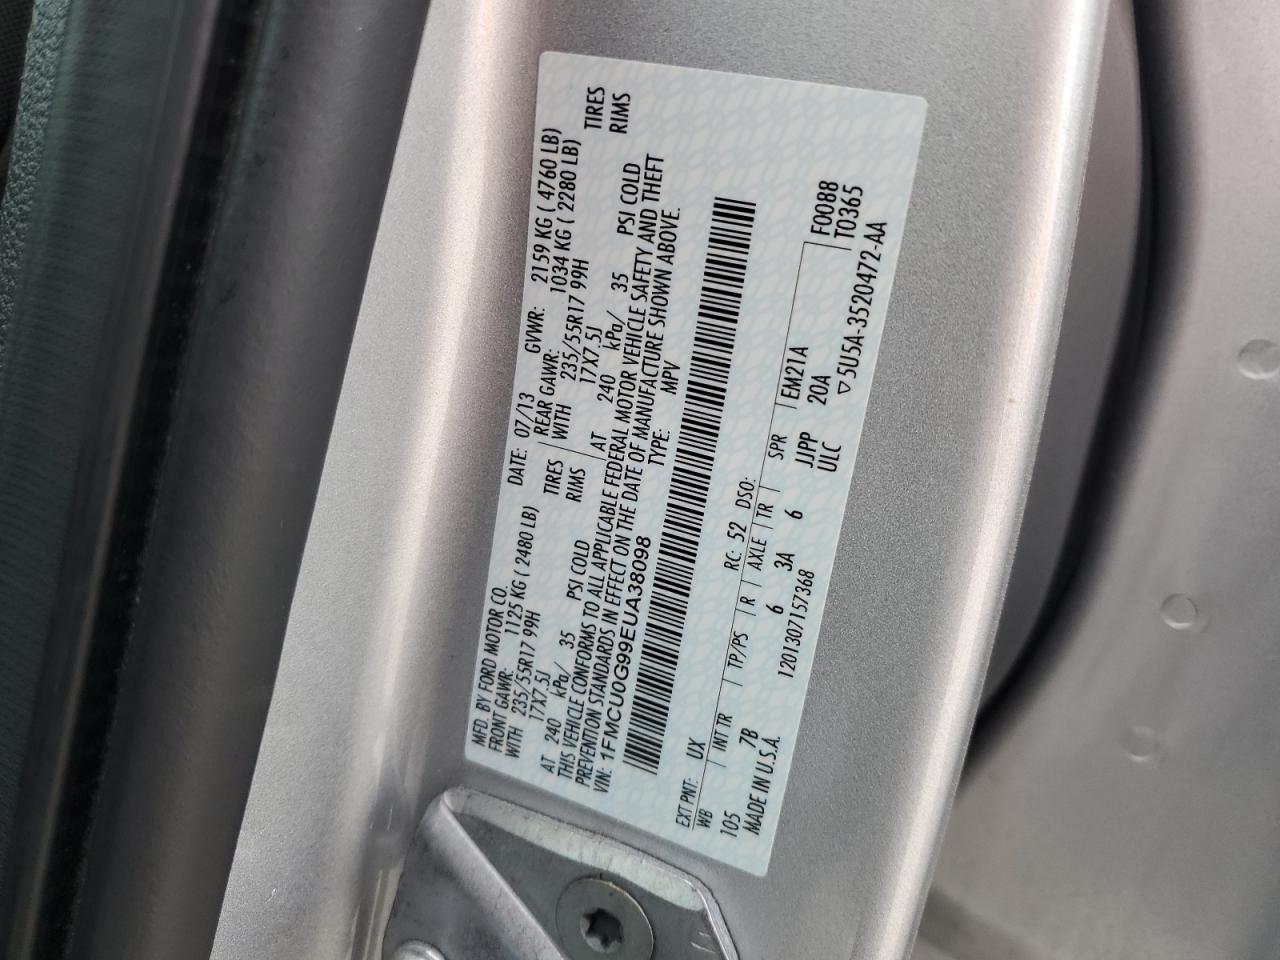 MFD. BY FORD MOTOR CO. DATE: 07/13 GVWR: 2159 KG ( 4760 LB)
FRONT GAWR: 1125 KG ( 2480 LB) REAR GAWR: 1034 KG ( 2280 LB)
WITH 235/55R17 99H TIRES WITH 235/55R17 99H TIRES
17X7.5J RIMS 17X7.5J RIMS
AT 240 kPa/ 35 PSI COLD AT 240 kPa/ 35 PSI COLD
THIS VEHICLE CONFORMS TO ALL APPLICABLE FEDERAL MOTOR VEHICLE SAFETY AND THEFT
PREVENTION STANDARDS IN EFFECT ON THE DATE OF MANUFACTURE SHOWN ABOVE.
VIN: 1FMCU0G99EUA38098 TYPE: MPV
EXT PNT: UX RC: 52 DSO:
WB INT TR TP/PS R AXLE TR SPR EM21A F0088
105 7B 6 3A 6 JJPP 20A T0365
MADE IN U.S.A. 1201307157368 ULC ▽5U5A-3520472-AA